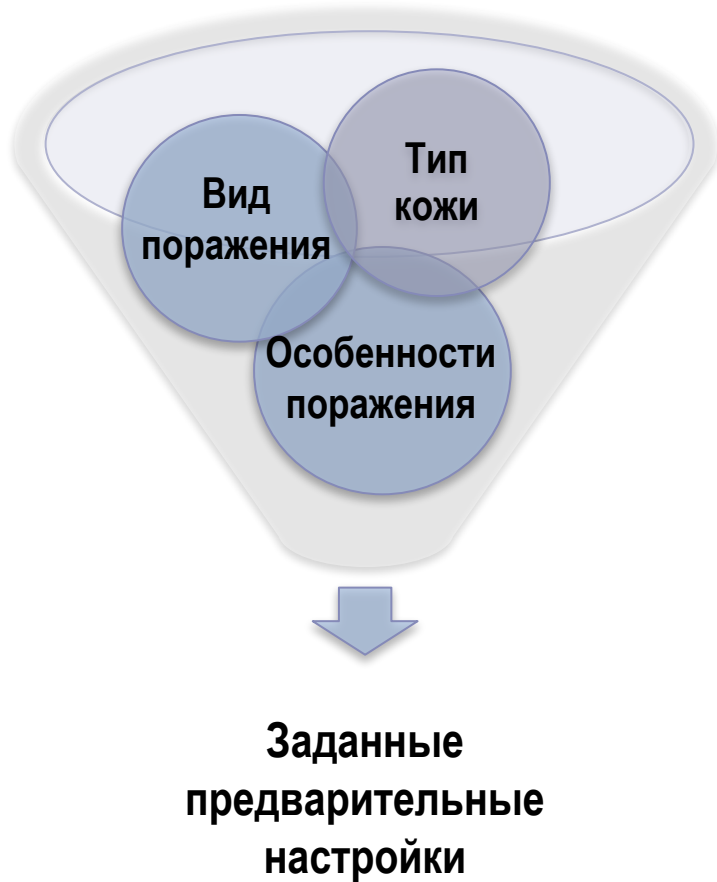 Вид
поражения
Тип
кожи
Особенности
поражения
Заданные
предварительные
настройки